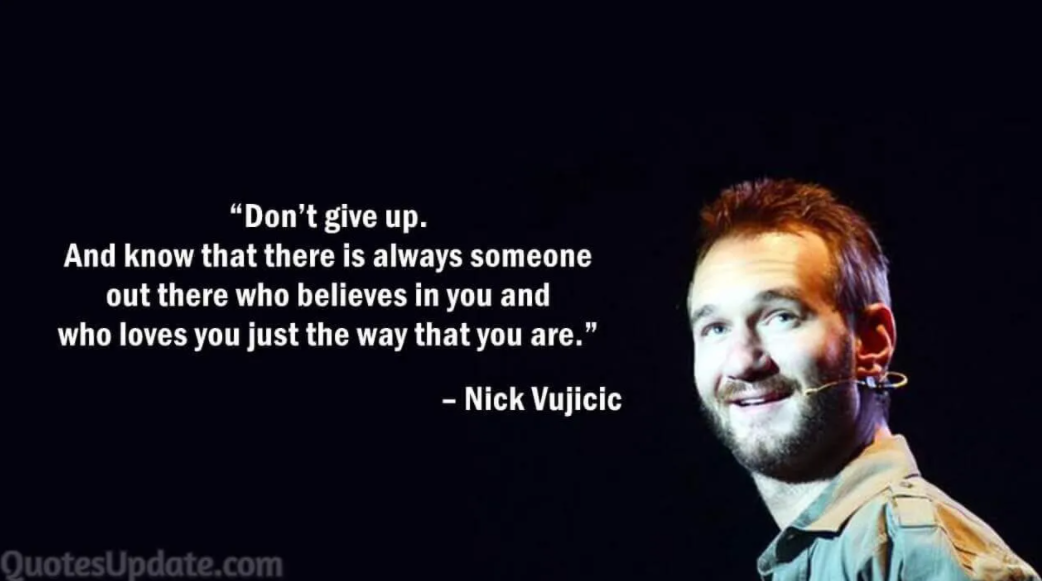 “Don’t give up.
And know that there is always someone
out there who believes in you and
who loves you just the way that you are.”
– Nick Vujicic
QuotesUpdate.com